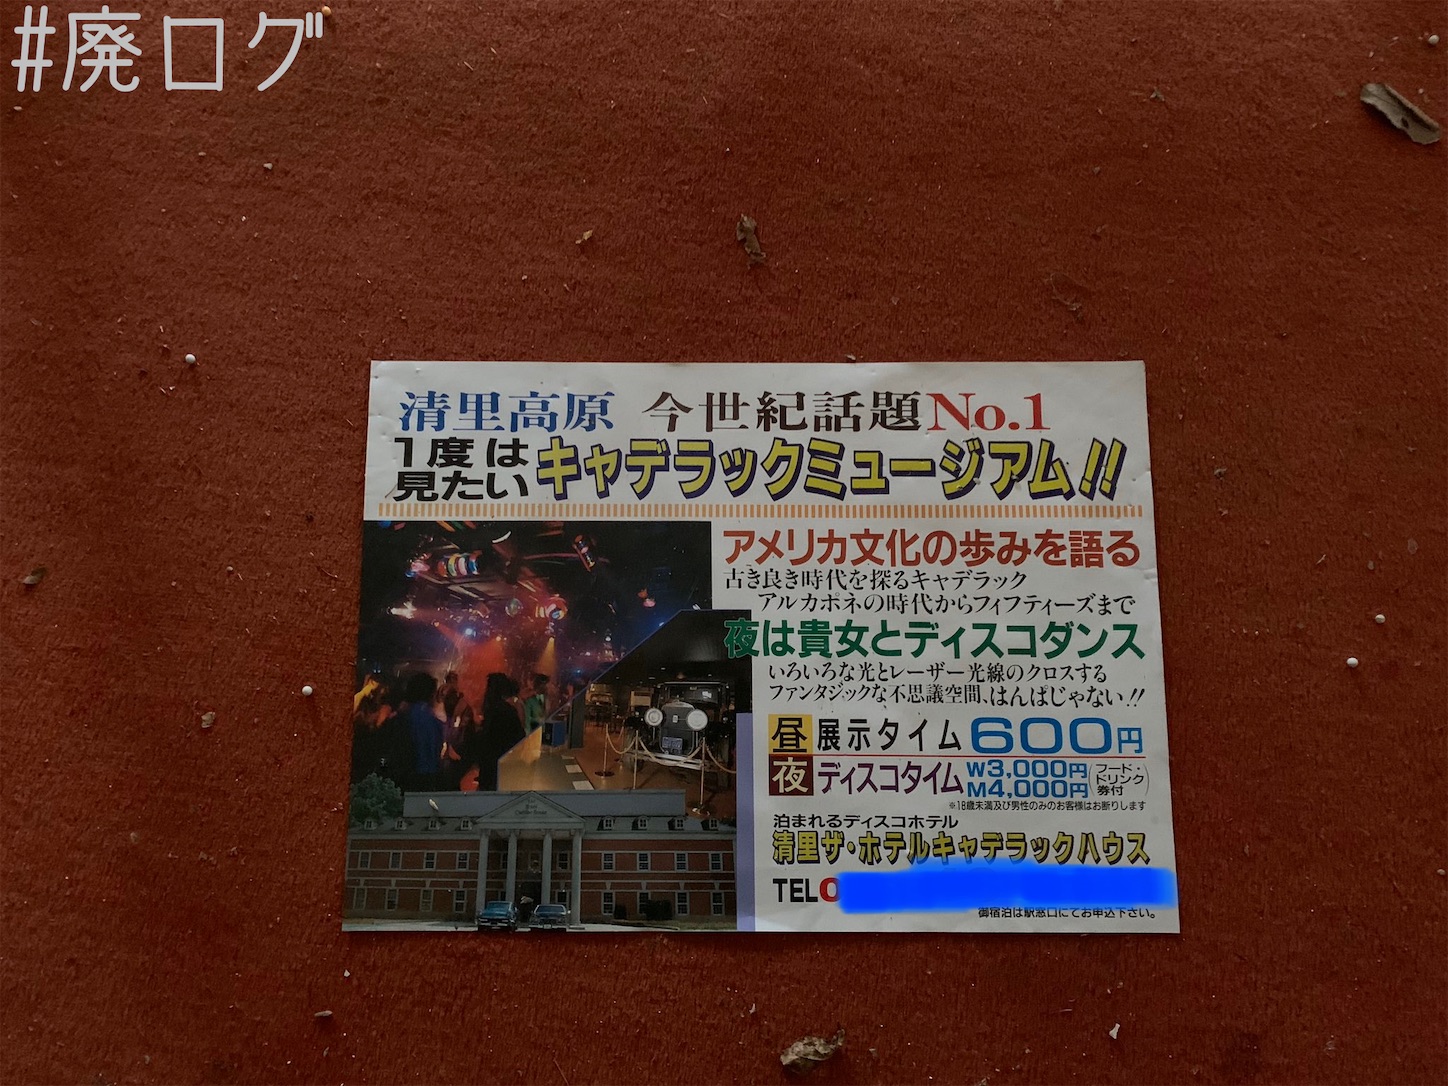 #廃ログ
清里高原 今世紀話題No.1
1度は
見たい
キャデラックミュージアム!!
アメリカ文化の歩みを語る
古き良き時代を探るキャデラック
アルカポネの時代からフィフティーズまで
夜は貴女とディスコダンス
いろいろな光とレーザー光線のクロスする
ファンタジックな不思議空間、はんぱじゃない!!
昼 展示タイム 600円
夜 ディスコタイム W3,000円 M4,000円 (フード・ドリンク券付)
※18歳未満及び男性のみのお客様はお断りします
泊まれるディスコホテル
清里ザ・ホテルキャデラックハウス
TEL0
御宿泊は駅窓口にてお申込下さい。